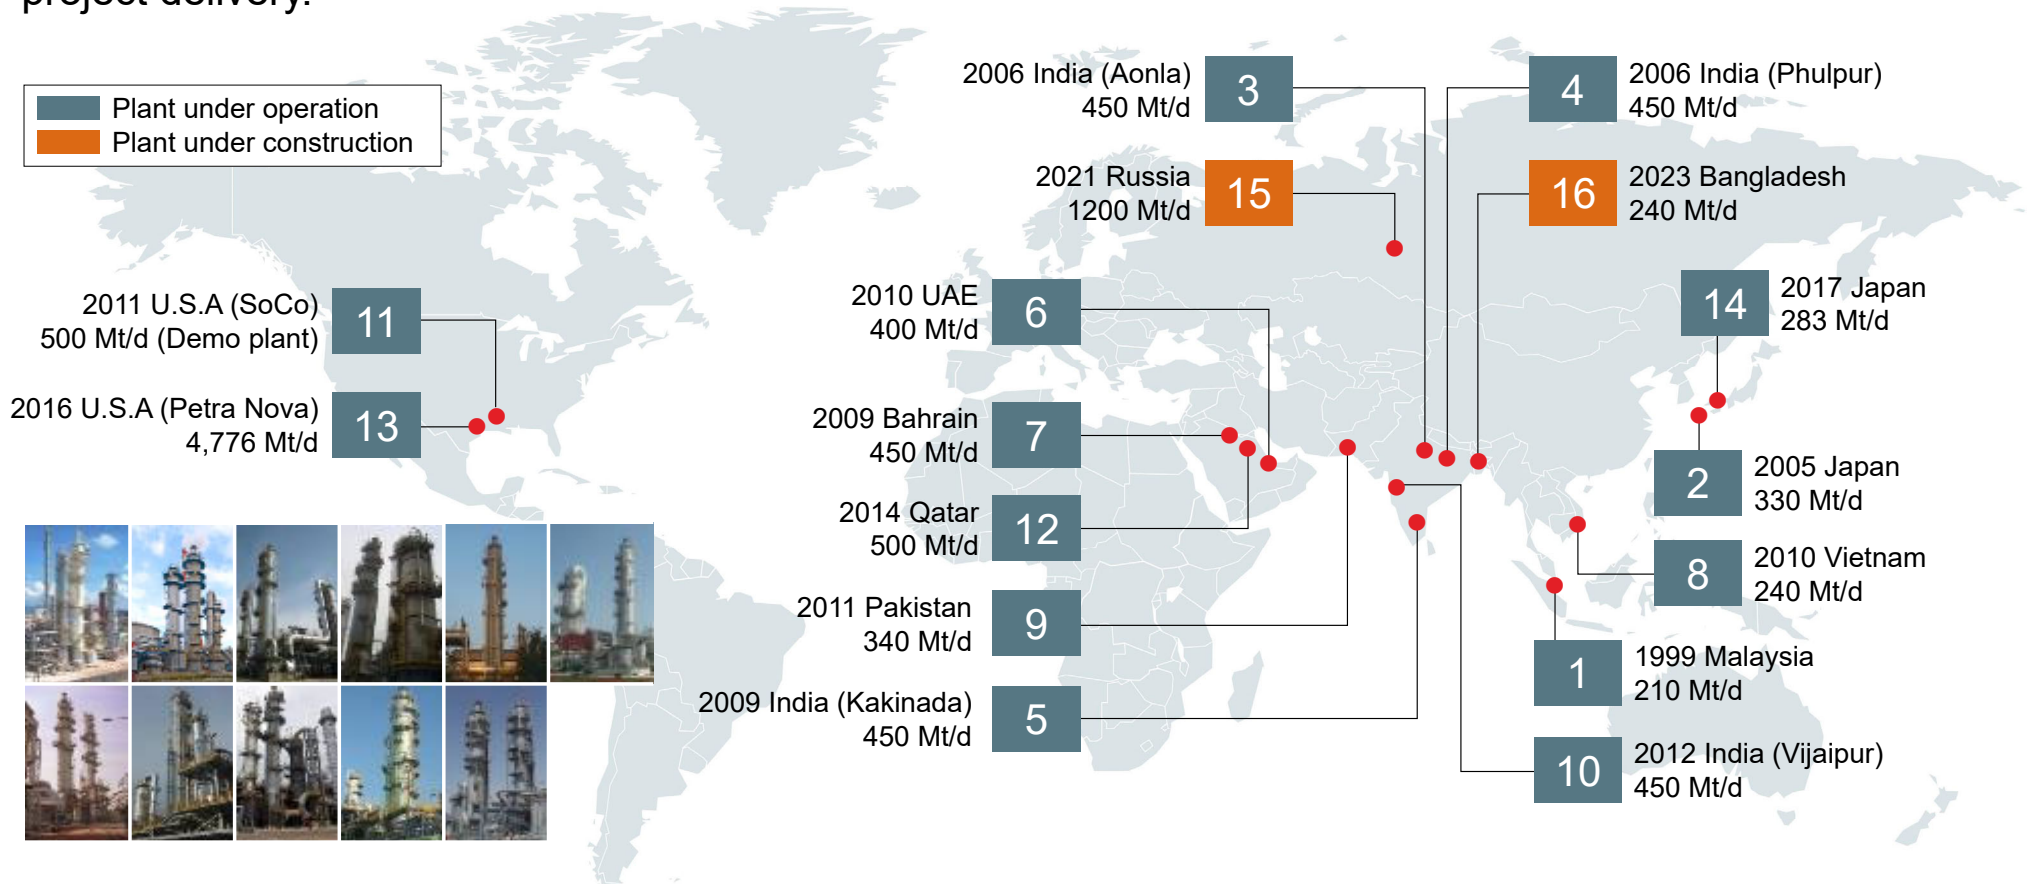 project delivery.
Plant under operation
Plant under construction
2006 India (Aonla)
450 Mt/d
3
4
2006 India (Phulpur)
450 Mt/d
2021 Russia
1200 Mt/d
15
16
2023 Bangladesh
240 Mt/d
2011 U.S.A (SoCo)
500 Mt/d (Demo plant)
11
2010 UAE
400 Mt/d
6
14
2017 Japan
283 Mt/d
2016 U.S.A (Petra Nova)
4,776 Mt/d
13
2009 Bahrain
450 Mt/d
7
2
2005 Japan
330 Mt/d
2014 Qatar
500 Mt/d
12
8
2010 Vietnam
240 Mt/d
2011 Pakistan
340 Mt/d
9
1
1999 Malaysia
210 Mt/d
2009 India (Kakinada)
450 Mt/d
5
10
2012 India (Vijaipur)
450 Mt/d